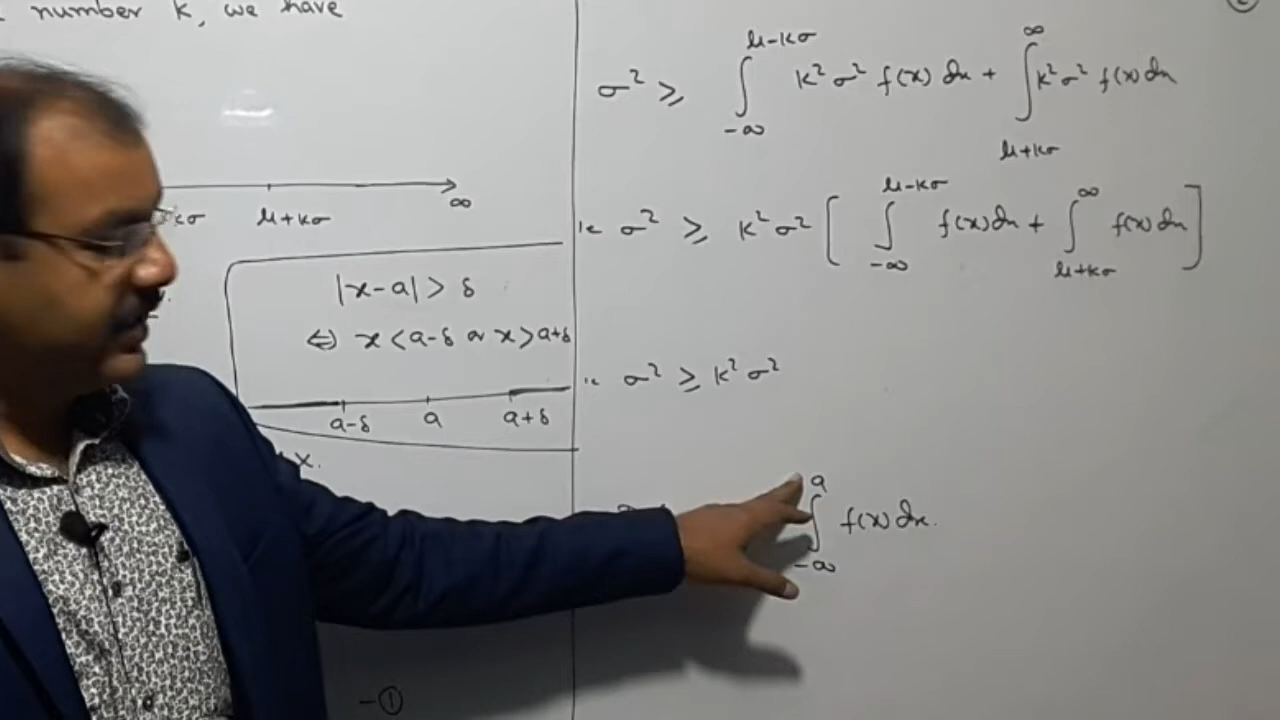 number k, we have
∞
μ+kσ
|x-a| > δ
⇔ x < a-δ or x > a+δ
a-δ a a+δ
x.
-①
σ² ≥ ∫_{-∞}^{μ-kσ} k²σ² f(x) dx + ∫_{μ+kσ}^{∞} k²σ² f(x) dx
ie σ² ≥ k²σ² [ ∫_{-∞}^{μ-kσ} f(x) dx + ∫_{μ+kσ}^{∞} f(x) dx ]
ie σ² ≥ k²σ²
∫_{-∞}^{a} f(x) dx.